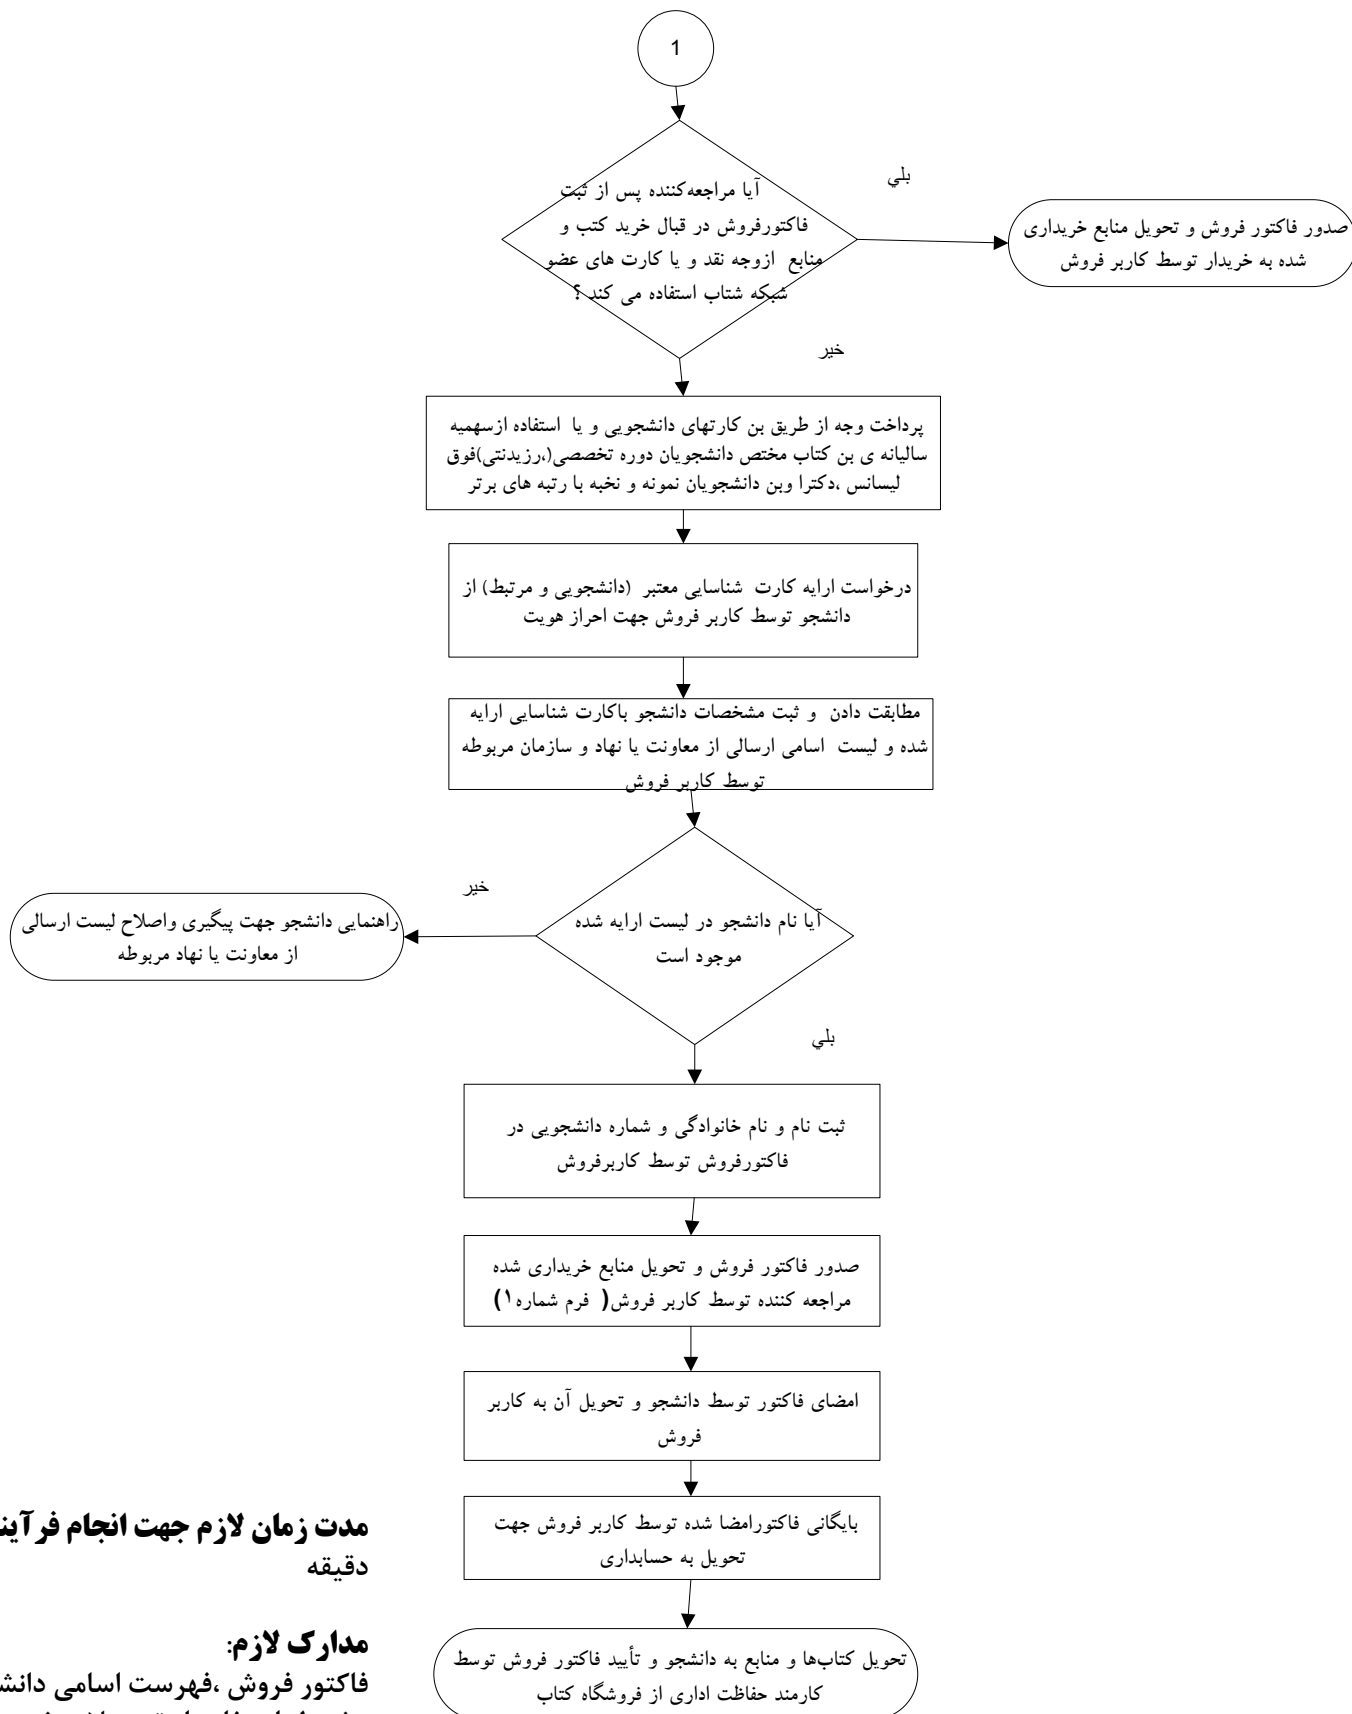 1
آیا مراجعه‌کننده پس از ثبت
فاکتورفروش در قبال خرید کتب و
منابع ازوجه نقد و یا کارت های عضو
شبکه شتاب استفاده می کند ؟
بلي
صدور فاکتور فروش و تحویل منابع خریداری
شده به خریدار توسط کاربر فروش
خیر
پرداخت وجه از طریق بن کارتهای دانشجویی و یا استفاده ازسهمیه
سالیانه ی بن کتاب مختص دانشجویان دوره تخصصی(،رزیدنتی)فوق
لیسانس ،دکترا وبن دانشجویان نمونه و نخبه با رتبه های برتر
درخواست ارایه کارت شناسایی معتبر (دانشجویی و مرتبط) از
دانشجو توسط کاربر فروش جهت احراز هویت
مطابقت دادن و ثبت مشخصات دانشجو باکارت شناسایی ارایه
شده و لیست اسامی ارسالی از معاونت یا نهاد و سازمان مربوطه
توسط کاربر فروش
آیا نام دانشجو در لیست ارایه شده
موجود است
خیر
راهنمایی دانشجو جهت پیگیری واصلاح لیست ارسالی
از معاونت یا نهاد مربوطه
بلي
ثبت نام و نام خانوادگی و شماره دانشجویی در
فاکتورفروش توسط کاربرفروش
صدور فاکتور فروش و تحویل منابع خریداری شده
مراجعه کننده توسط کاربر فروش( فرم شماره۱)
امضای فاکتور توسط دانشجو و تحویل آن به کاربر
فروش
بایگانی فاکتورامضا شده توسط کاربر فروش جهت
تحویل به حسابداری
تحویل کتاب‌ها و منابع به دانشجو و تأیید فاکتور فروش توسط
کارمند حفاظت اداری از فروشگاه کتاب
مدت زمان لازم جهت انجام
دقیقه
مدارک لازم:
فاکتور فروش ،فهرست اسامی